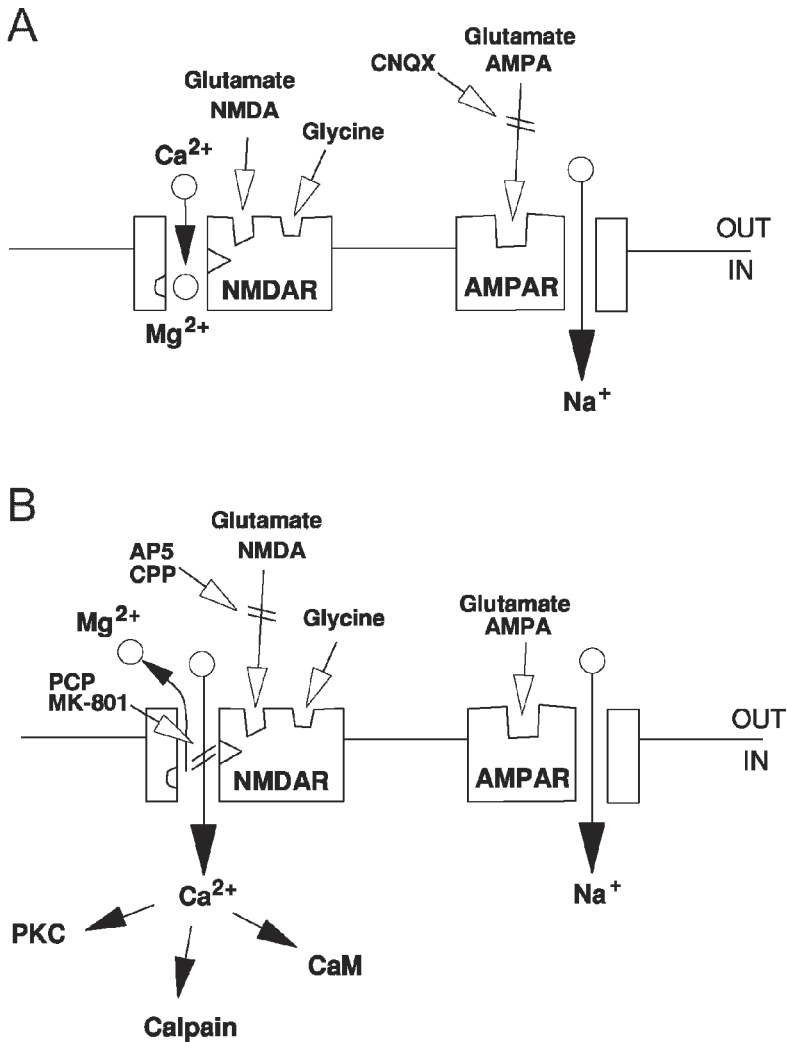 A
Glutamate
AMPA
CNQX
Glutamate
NMDA
Glycine
Ca²⁺
OUT
IN
NMDAR
AMPAR
Mg²⁺
Na⁺
B
Glutamate
NMDA
AP5
CPP
Glycine
Glutamate
AMPA
Mg²⁺
PCP
MK-801
OUT
IN
NMDAR
AMPAR
Ca²⁺
Na⁺
PKC
CaM
Calpain